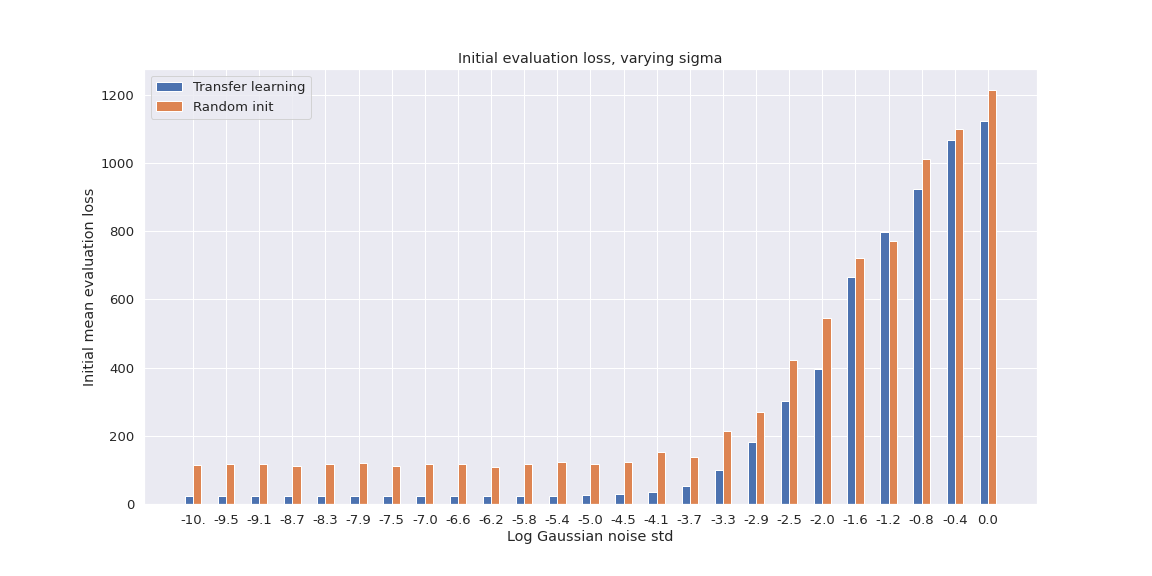 Initial evaluation loss, varying sigma
Transfer learning
Random init
Initial mean evaluation loss
1200
1000
800
600
400
200
0
-10. -9.5 -9.1 -8.7 -8.3 -7.9 -7.5 -7.0 -6.6 -6.2 -5.8 -5.4 -5.0 -4.5 -4.1 -3.7 -3.3 -2.9 -2.5 -2.0 -1.6 -1.2 -0.8 -0.4 0.0
Log Gaussian noise std